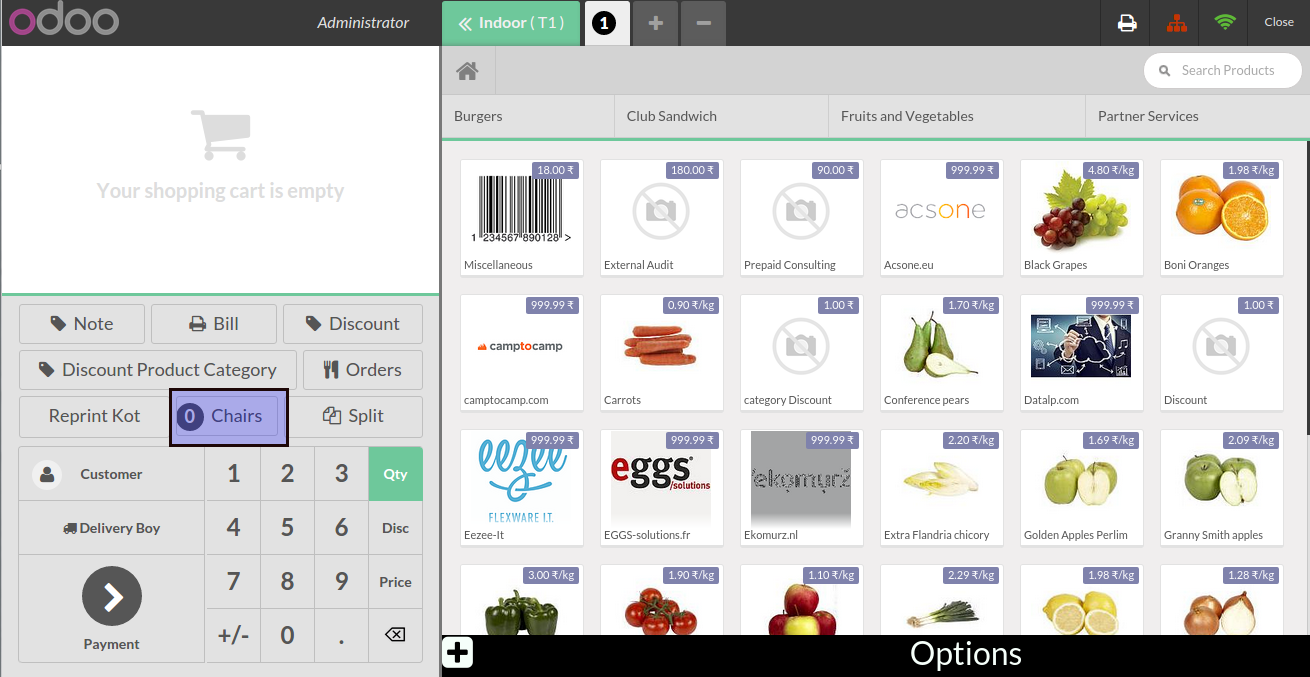 odoo
Administrator
Indoor ( T1 )
1
+
−
Close
Search Products
Burgers
Club Sandwich
Fruits and Vegetables
Partner Services
Your shopping cart is empty
Note
Bill
Discount
Discount Product Category
Orders
Reprint Kot
0 Chairs
Split
Customer
1
2
3
Qty
Delivery Boy
4
5
6
Disc
Payment
7
8
9
Price
+/-
0
.
18.00 ₹
1 234567 890128 >
Miscellaneous
180.00 ₹
External Audit
90.00 ₹
Prepaid Consulting
999.99 ₹
acsone
Acsone.eu
4.80 ₹/kg
Black Grapes
1.98 ₹/kg
Boni Oranges
999.99 ₹
camptocamp
camptocamp.com
0.90 ₹/kg
Carrots
1.00 ₹
category Discount
1.70 ₹/kg
Conference pears
999.99 ₹
Datalp.com
1.00 ₹
Discount
999.99 ₹
eezee
FLEXWARE I.T.
Eezee-It
999.99 ₹
eggs
/solutions
EGGS-solutions.fr
999.99 ₹
ekomurz
Ekomurz.nl
2.20 ₹/kg
Extra Flandria chicory
1.69 ₹/kg
Golden Apples Perlim
2.09 ₹/kg
Granny Smith apples
3.00 ₹/kg
1.90 ₹/kg
1.10 ₹/kg
2.29 ₹/kg
1.98 ₹/kg
1.28 ₹/kg
Options